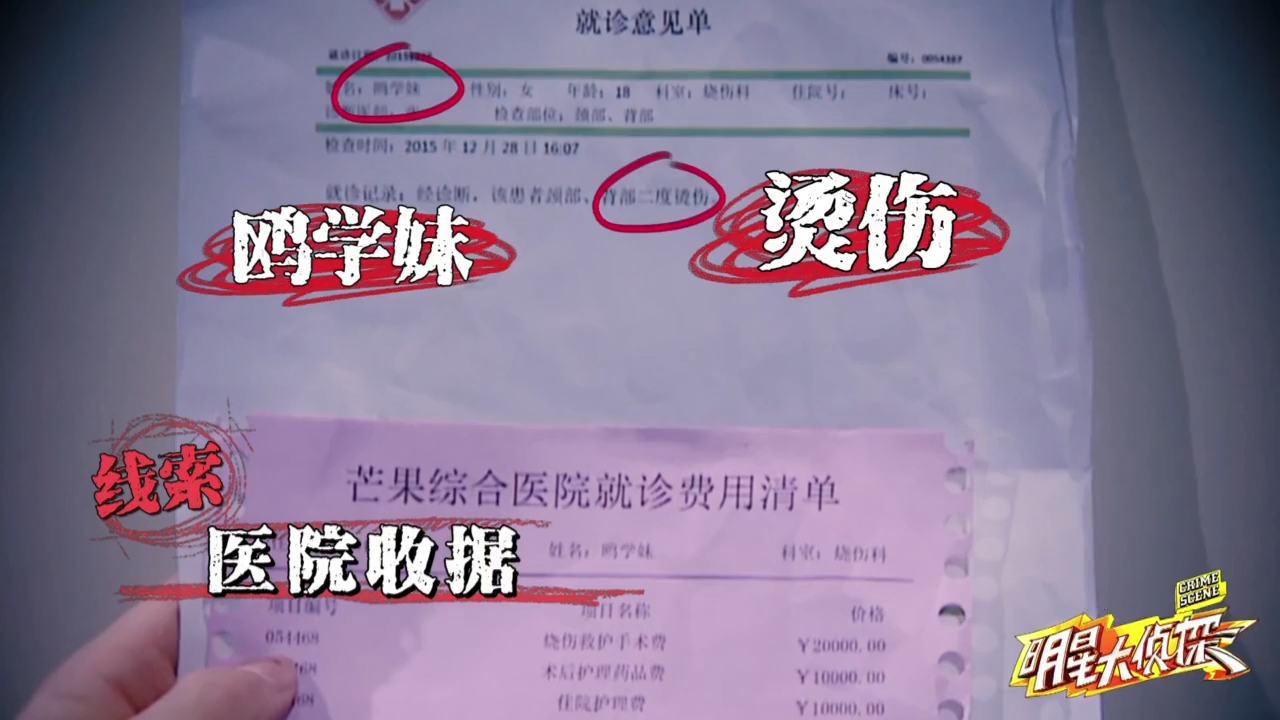 就诊意见单
编号：0054387
姓名：鸥学妹 性别：女 年龄：18 科室：烧伤科 住院号： 床号：
检查部位：颈部、背部
检查时间：2015 年 12 月 28 日 16:07
就诊记录：经诊断，该患者颈部、背部二度烫伤。
鸥学妹
烫伤
线索
医院收据
芒果综合医院就诊费用清单
姓名：鸥学妹 科室：烧伤科
项目编号 项目名称 价格
054468 烧伤救护手术费 ￥20000.00
468 术后护理药品费 ￥10000.00
468 住院护理费 ￥10000.00
CRIME SCENE
明星大侦探